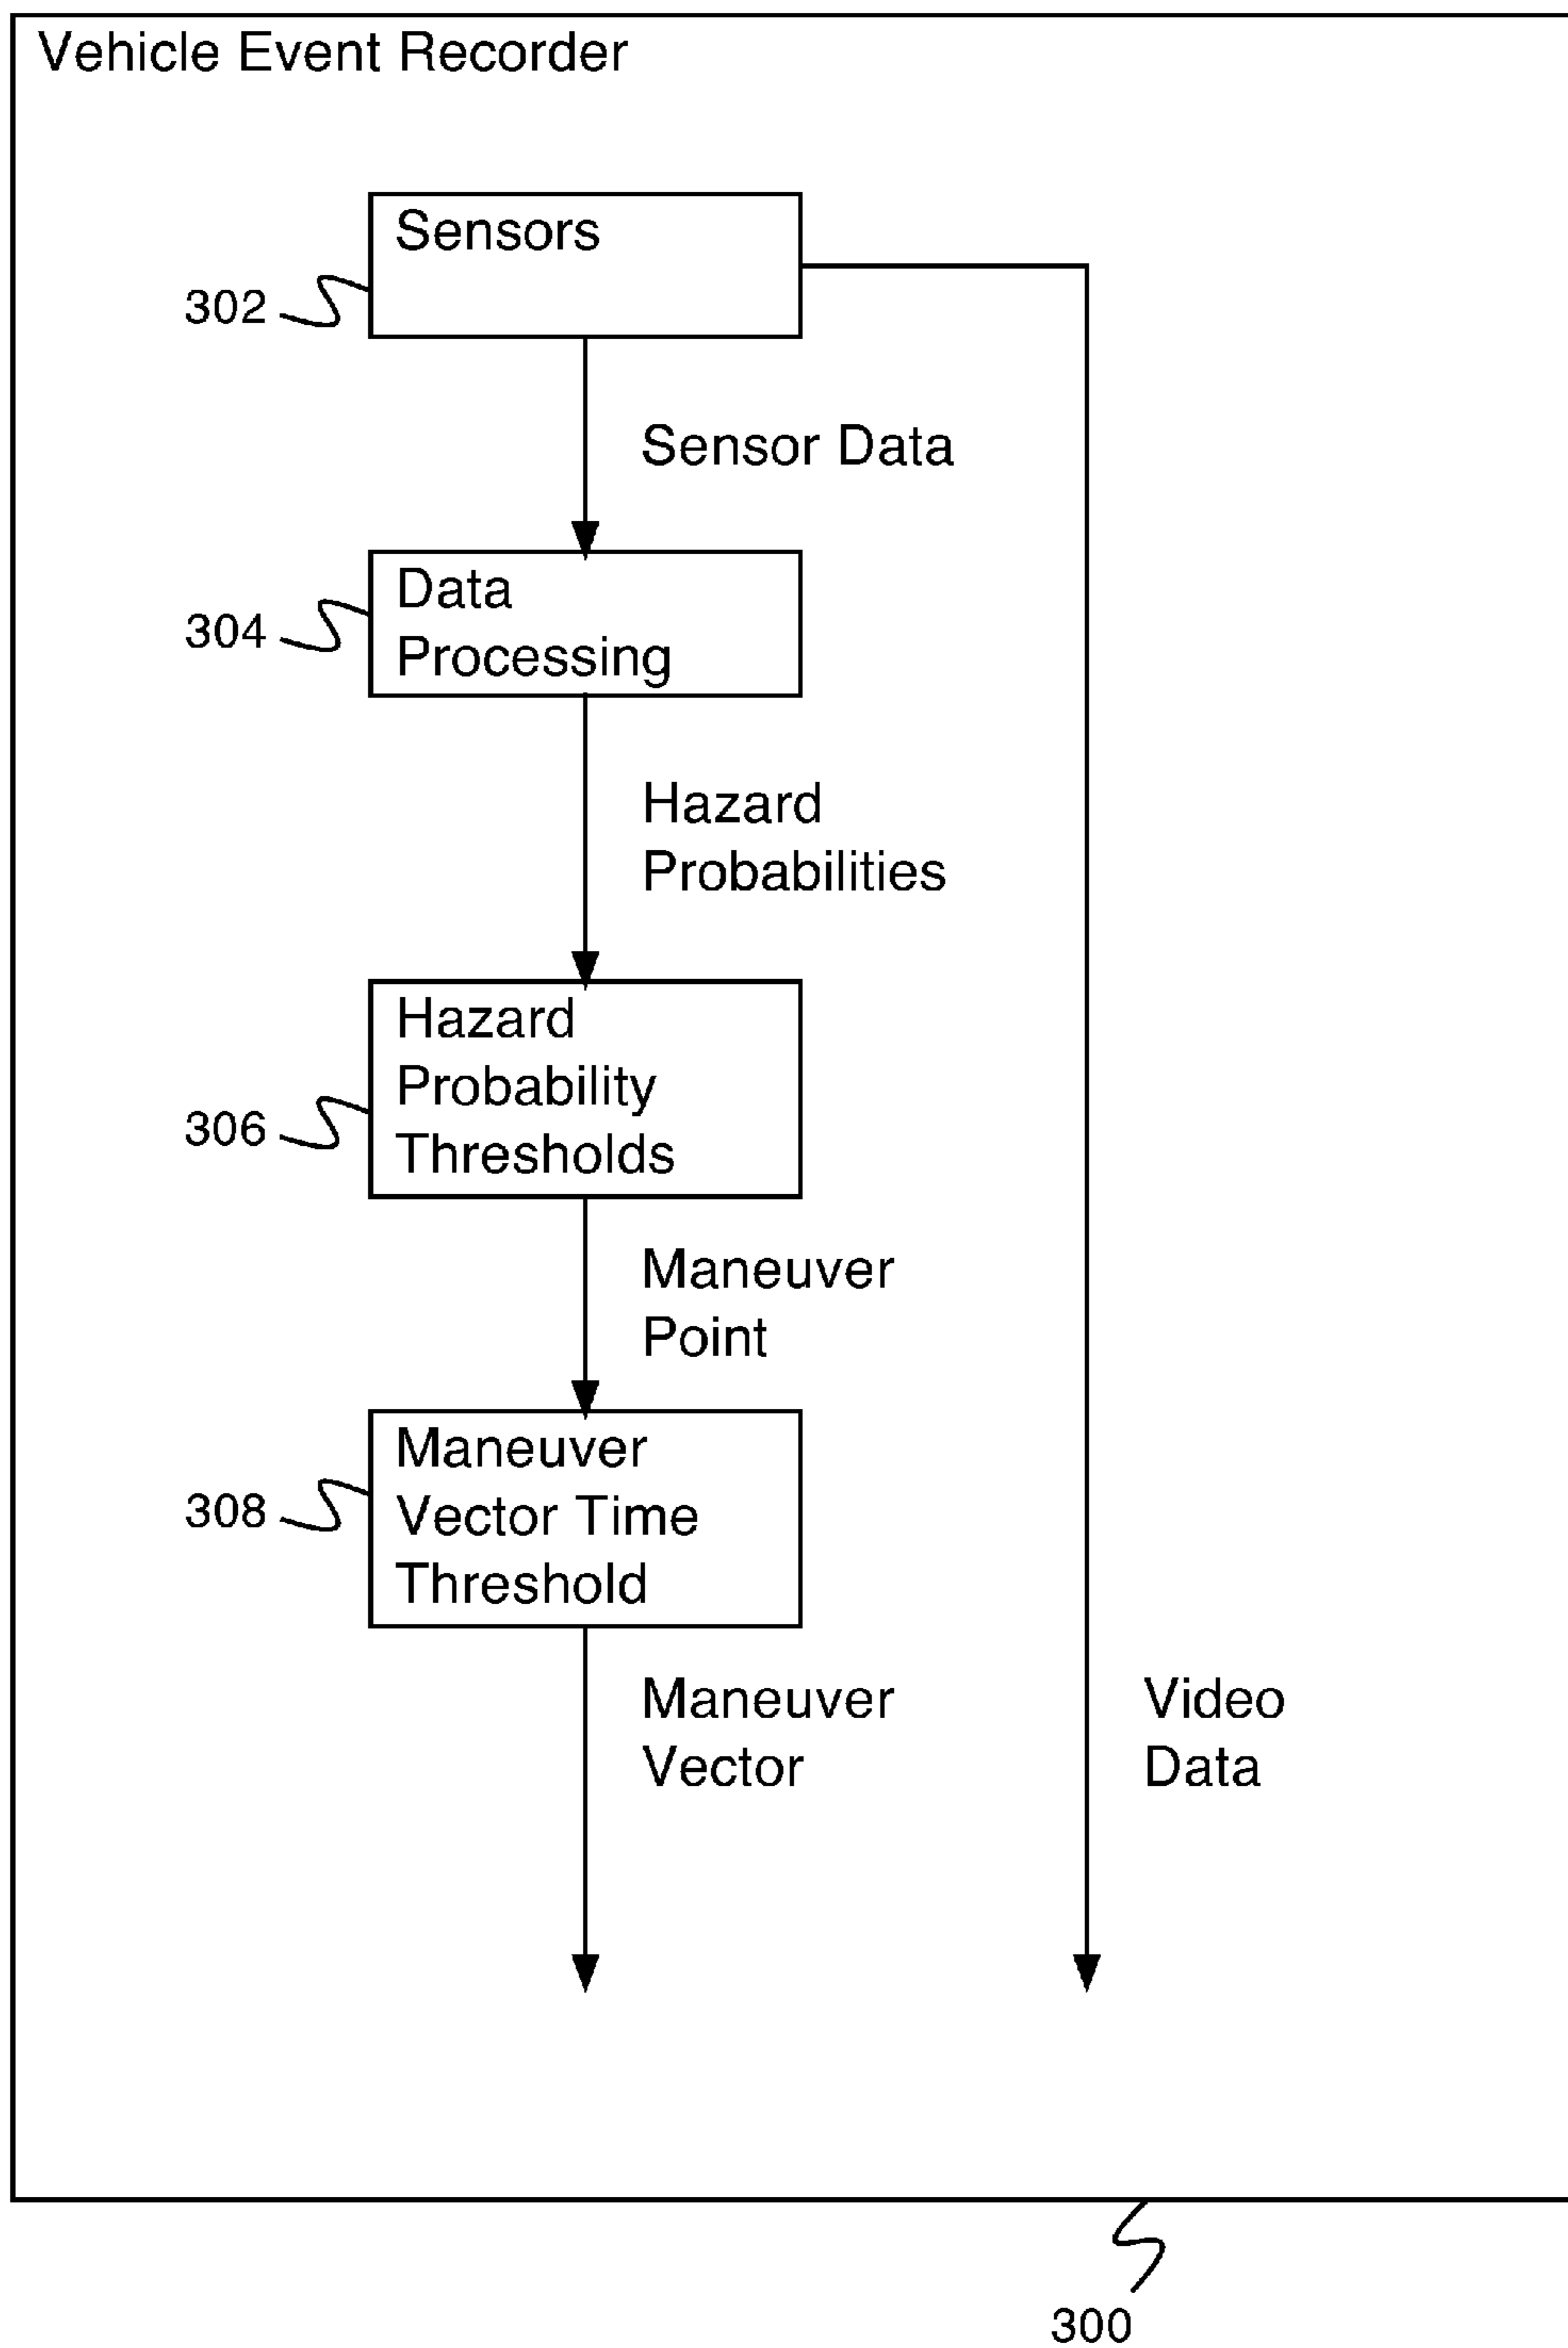 Vehicle Event Recorder
Sensors
302
Sensor Data
Data
304
Processing
Hazard
Probabilities
Hazard
Probability
306
Thresholds
Maneuver
Point
Maneuver
308
Vector Time
Threshold
Maneuver
Vector
Video
Data
300